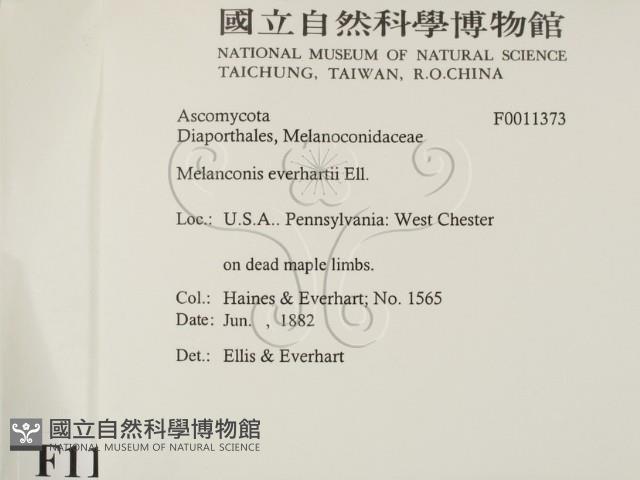 國立自然科學博物館
NATIONAL MUSEUM OF NATURAL SCIENCE
TAICHUNG, TAIWAN, R.O.CHINA
Ascomycota F0011373
Diaporthales, Melanoconidaceae
Melanconis everhartii Ell.
Loc.: U.S.A.. Pennsylvania: West Chester
on dead maple limbs.
Col.: Haines & Everhart; No. 1565
Date: Jun. , 1882
Det.: Ellis & Everhart
國立自然科學博物館
NATIONAL MUSEUM OF NATURAL SCIENCE
F11